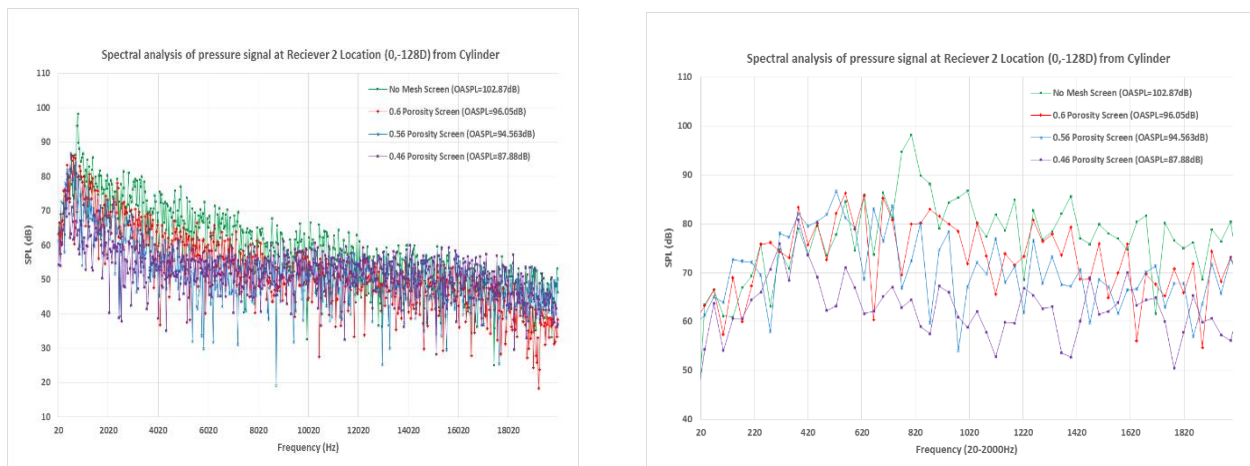 Spectral analysis of pressure signal at Reciever 2 Location (0,-128D) from Cylinder
110
100
90
80
70
60
50
40
30
20
10
SPL (dB)
No Mesh Screen (OASPL=102.87dB)
0.6 Porosity Screen (OASPL=96.05dB)
0.56 Porosity Screen (OASPL=94.563dB)
0.46 Porosity Screen (OASPL=87.88dB)
20 4020 6020 8020 10020 12020 14020 16020 18020
Frequency (Hz)
Spectral analysis of pressure signal at Reciever 2 Location (0,-128D) from Cylinder
110
100
90
80
70
60
50
40
SPL (dB)
No Mesh Screen (OASPL=102.87dB)
0.6 Porosity Screen (OASPL=96.05dB)
0.56 Porosity Screen (OASPL=94.563dB)
0.46 Porosity Screen (OASPL=87.88dB)
20 220 420 620 820 1020 1220 1420 1620 1820
Frequency (20-2000Hz)